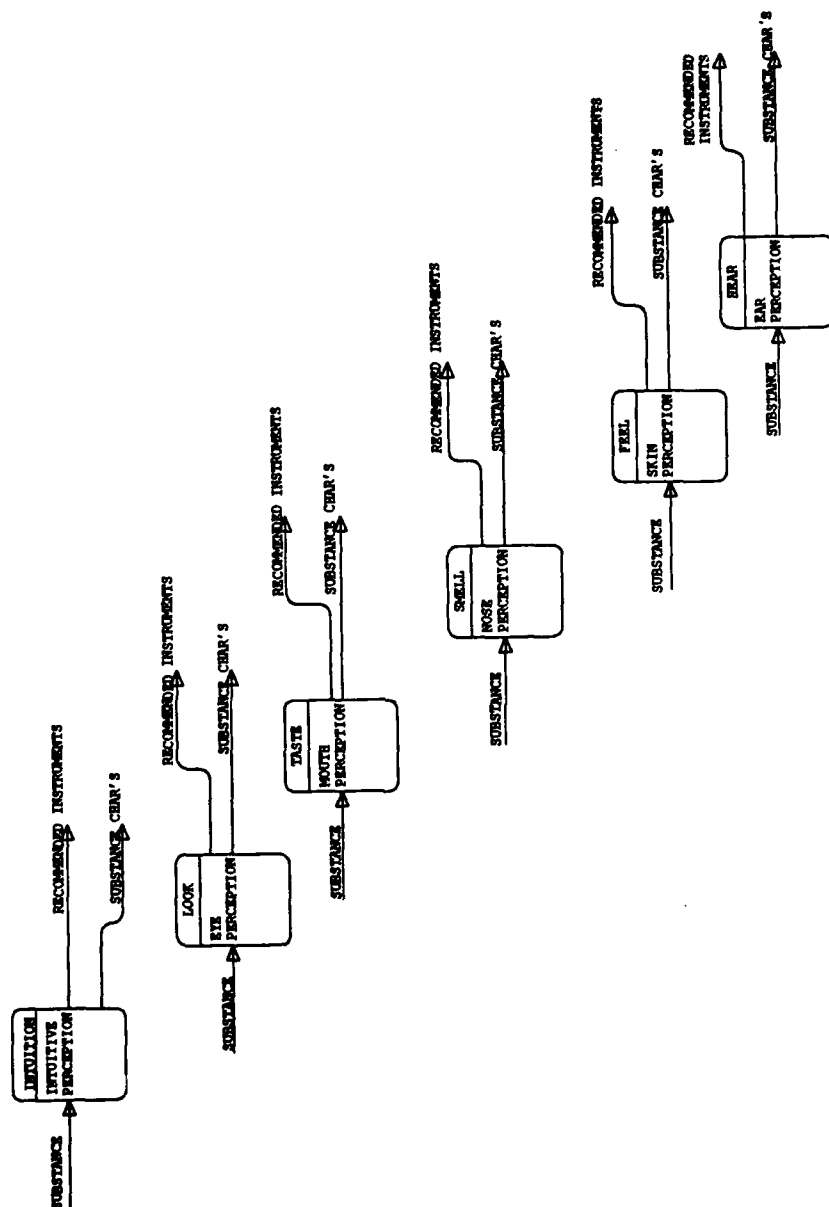 INTUITION
INTUITIVE
PERCEPTION
SUBSTANCE
RECOMMENDED INSTRUMENTS
SUBSTANCE CHAR'S
LOOK
EYE
PERCEPTION
SUBSTANCE
RECOMMENDED INSTRUMENTS
SUBSTANCE CHAR'S
TASTE
MOUTH
PERCEPTION
SUBSTANCE
RECOMMENDED INSTRUMENTS
SUBSTANCE CHAR'S
SMELL
NOSE
PERCEPTION
SUBSTANCE
RECOMMENDED INSTRUMENTS
SUBSTANCE CHAR'S
FEEL
SKIN
PERCEPTION
SUBSTANCE
RECOMMENDED INSTRUMENTS
SUBSTANCE CHAR'S
HEAR
EAR
PERCEPTION
SUBSTANCE
RECOMMENDED
INSTRUMENTS
SUBSTANCE CHAR'S